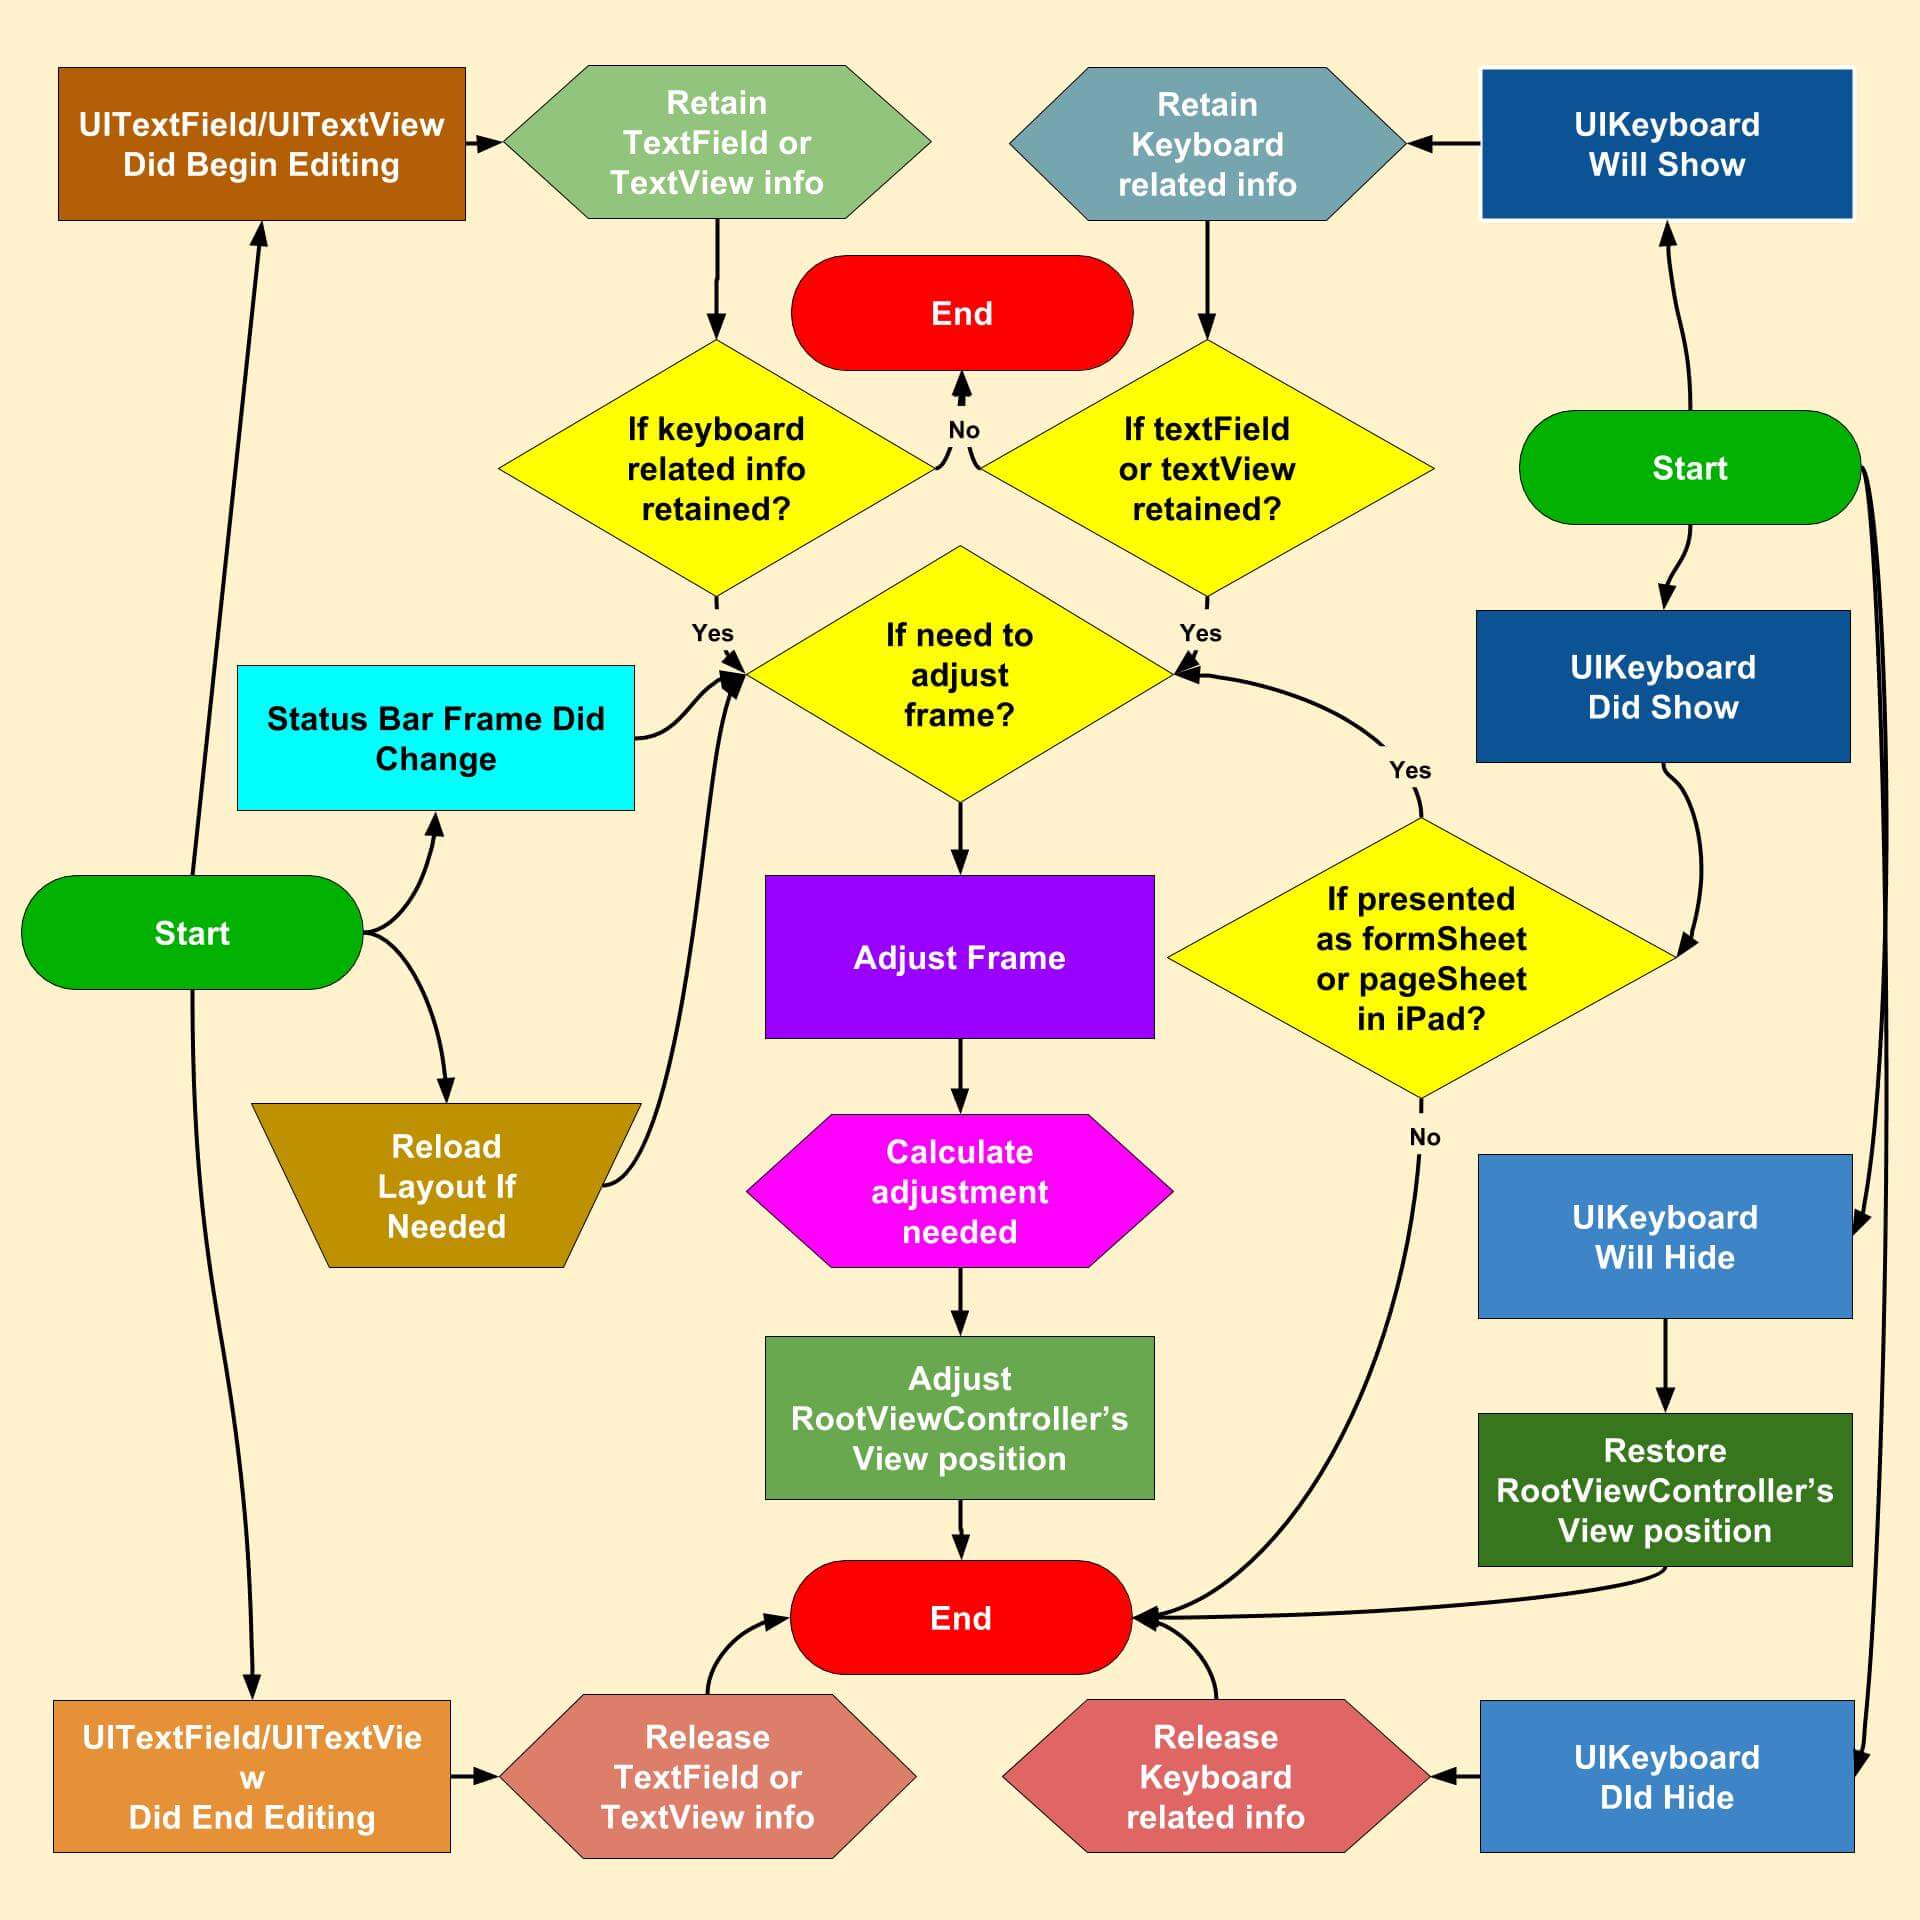 UITextField/UITextView
Did Begin Editing
Retain
TextField or
TextView info
Retain
Keyboard
related info
UIKeyboard
Will Show
End
If keyboard
related info
retained?
No
If textField
or textView
retained?
Start
Yes
If need to
adjust
frame?
Yes
UIKeyboard
Did Show
Status Bar Frame Did
Change
Yes
Start
Adjust Frame
If presented
as formSheet
or pageSheet
in iPad?
No
Reload
Layout If
Needed
Calculate
adjustment
needed
UIKeyboard
Will Hide
Adjust
RootViewController’s
View position
Restore
RootViewController’s
View position
End
UITextField/UITextVie
w
Did End Editing
Release
TextField or
TextView info
Release
Keyboard
related info
UIKeyboard
DId Hide